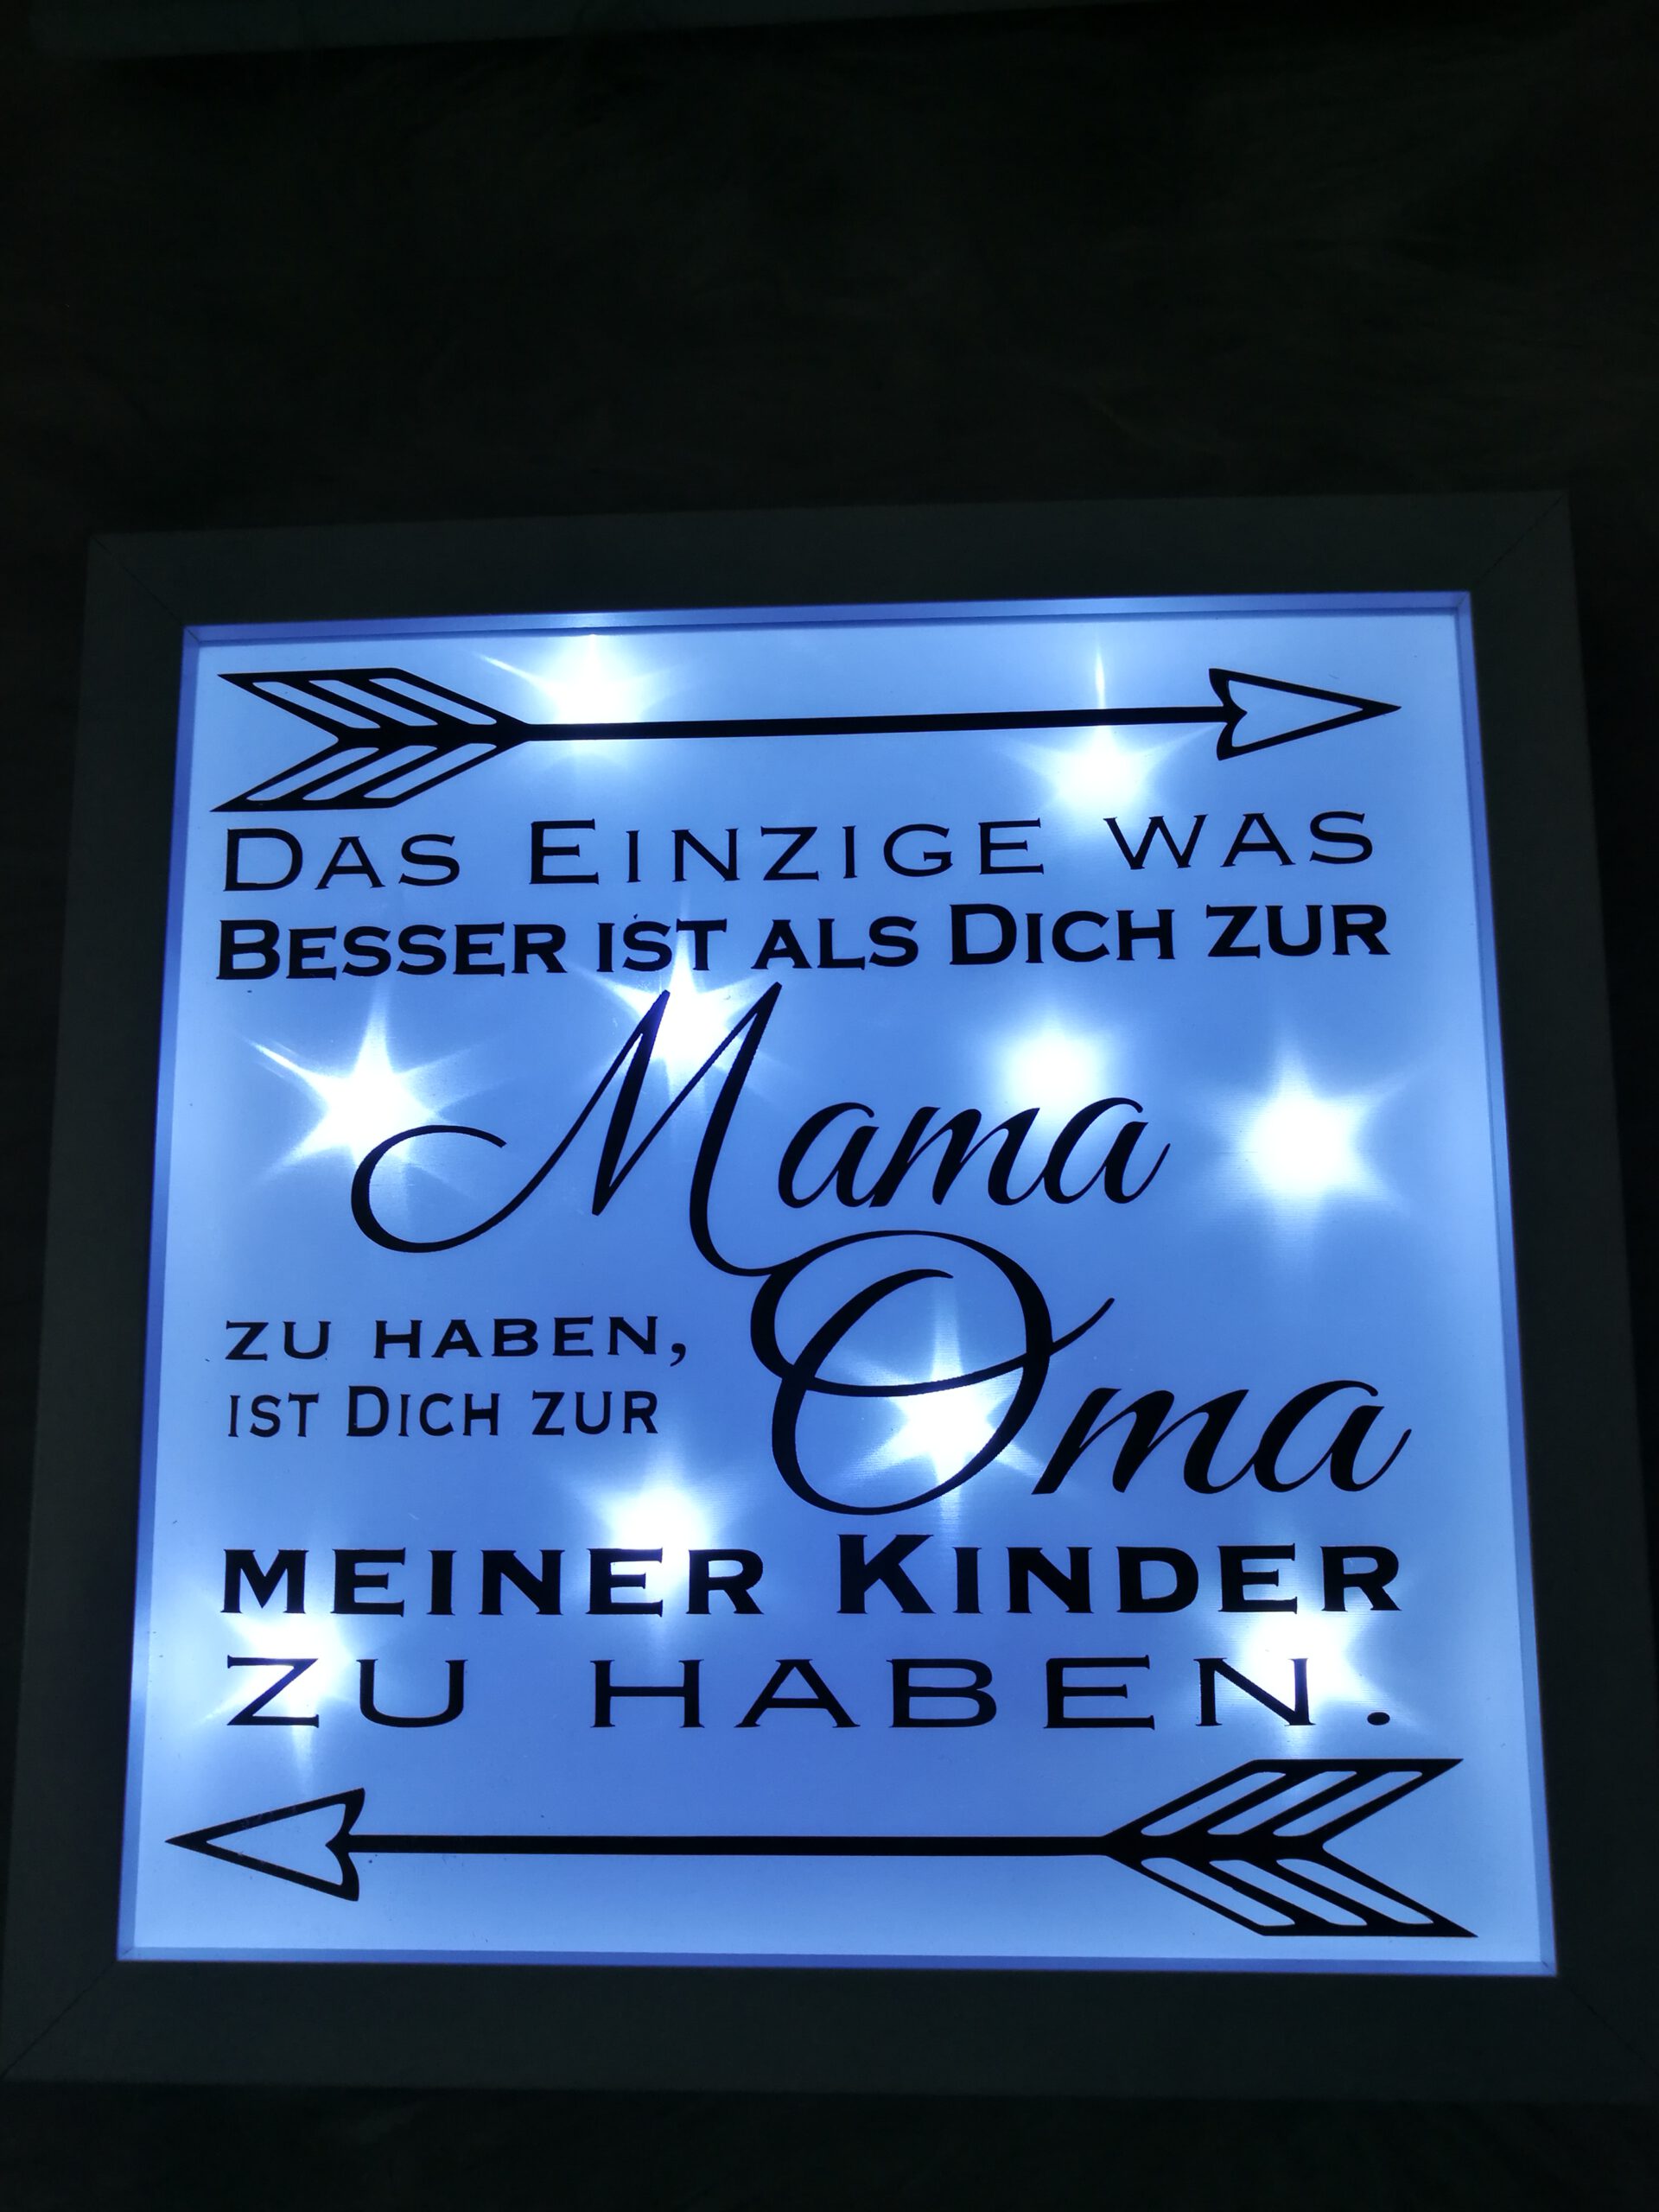 Das Einzige was
Besser ist als Dich zur
Mama
zu haben,
ist Dich zur
Oma
meiner Kinder
zu haben.